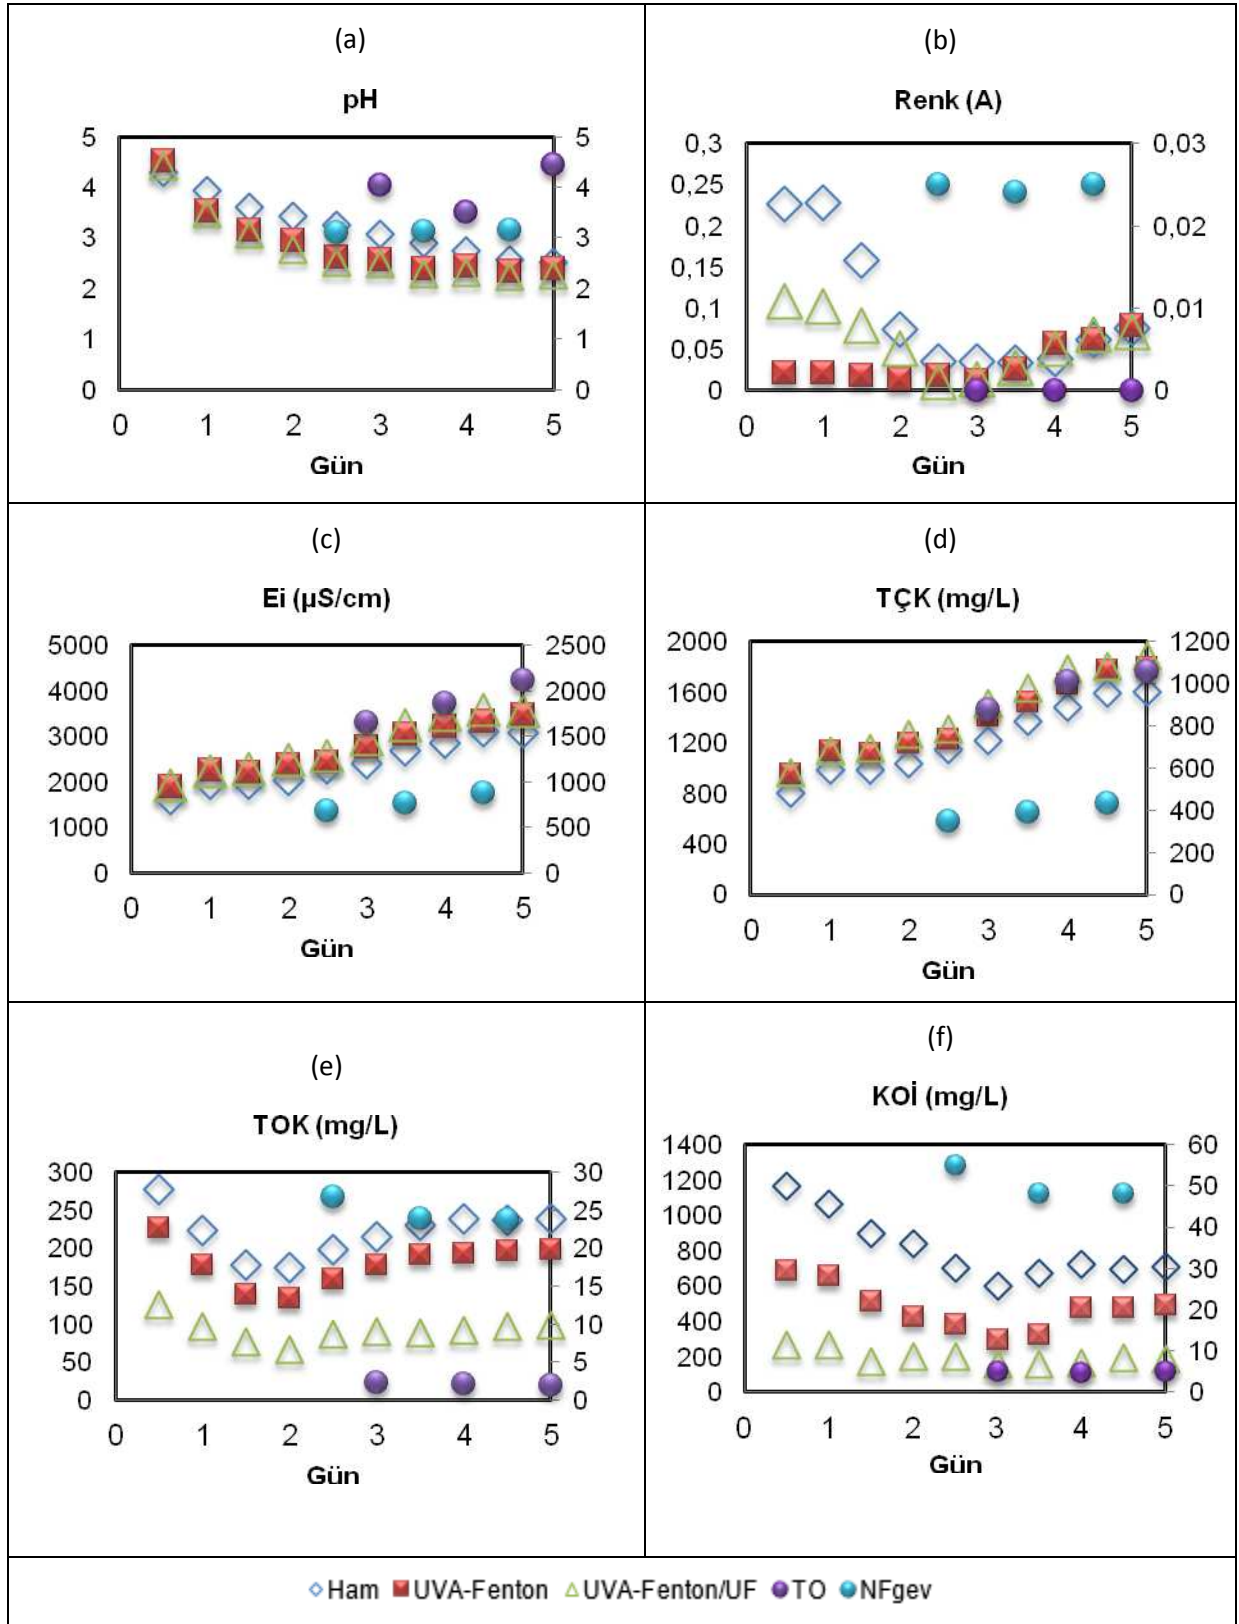 (a)
pH
5 5
4 4
3 3
2 2
1 1
0 0
0 1 2 3 4 5
Gün
(b)
Renk (A)
0,3 0,03
0,25
0,2 0,02
0,15
0,1 0,01
0,05
0 0
0 1 2 3 4 5
Gün
(c)
Ei (µS/cm)
5000 2500
4000 2000
3000 1500
2000 1000
1000 500
0 0
0 1 2 3 4 5
Gün
(d)
TÇK (mg/L)
2000 1200
1600 1000
1200 800
800 600
400 400
0 200
0
0 1 2 3 4 5
Gün
(e)
TOK (mg/L)
300 30
250 25
200 20
150 15
100 10
50 5
0 0
0 1 2 3 4 5
Gün
(f)
KOİ (mg/L)
1400 60
1200 50
1000 40
800 30
600 20
400 10
200 0
0
0 1 2 3 4 5
Gün
Ham UVA-Fenton UVA-Fenton/UF TO NFgev